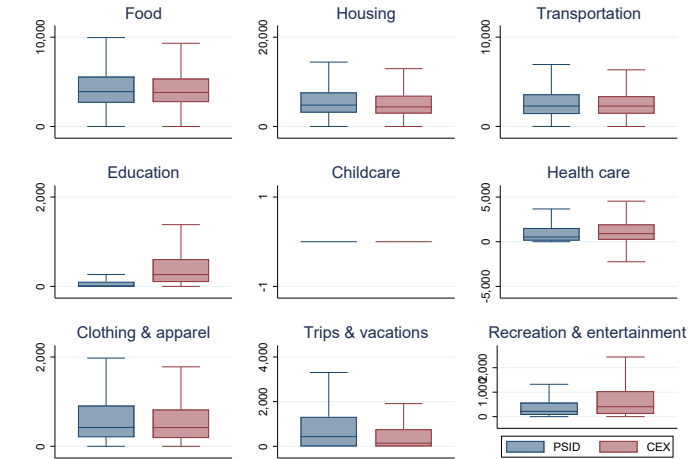 Food
Housing
Transportation
10,000
0
20,000
0
10,000
0
Education
Childcare
Health care
2,000
0
1
-1
5,000
0
-5,000
Clothing & apparel
Trips & vacations
Recreation & entertainment
2,000
0
4,000
2,000
0
2,000
1,000
0
PSID
CEX